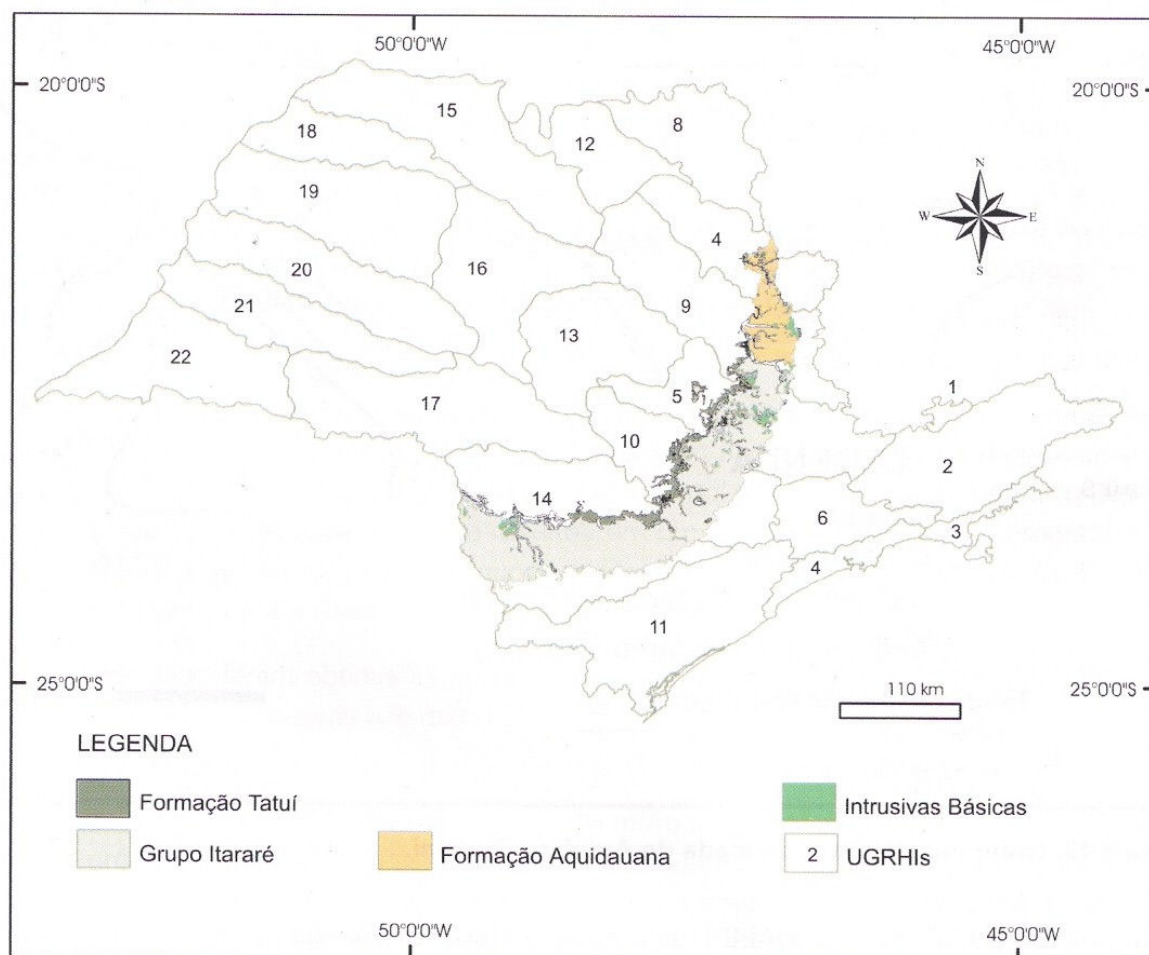 50°0'0"W 45°0'0"W
20°0'0"S 20°0'0"S
15
8
18
12
N
19
W E
4
S
16
20
9
21
13
22
5
1
17
10
2
14
6
3
4
11
110 km
25°0'0"S 25°0'0"S
LEGENDA
Formação Tatuí
Intrusivas Básicas
Grupo Itararé
Formação Aquidauana
2 UGRHIs
50°0'0"W 45°0'0"W